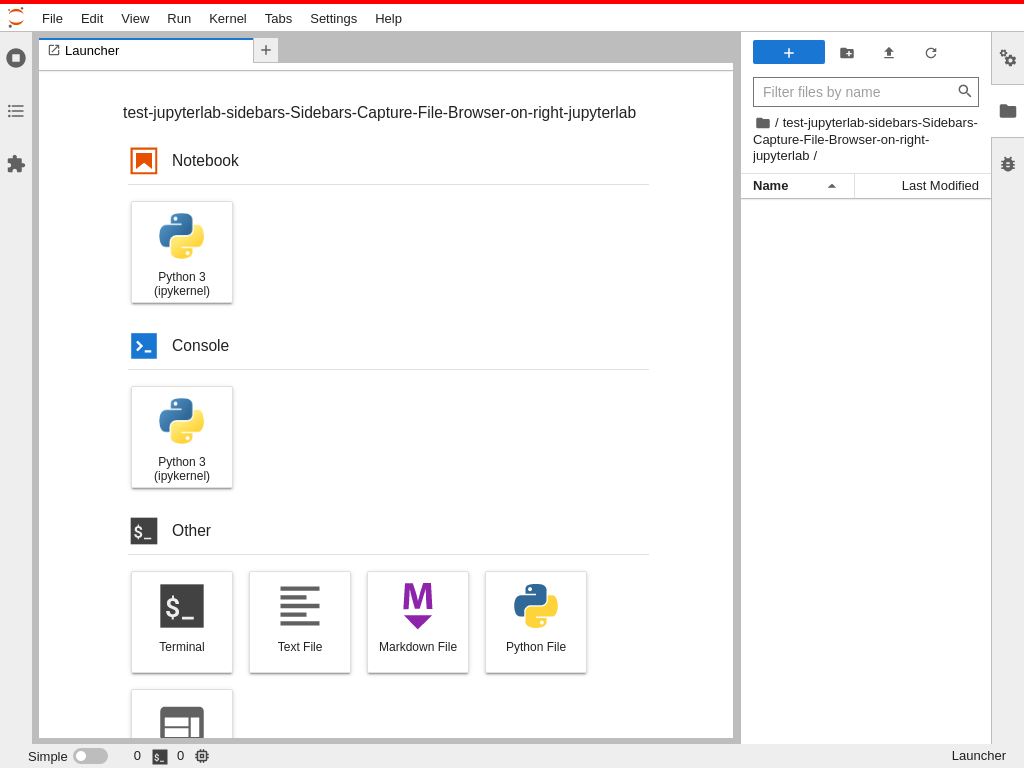 File Edit View Run Kernel Tabs Settings Help
Launcher
test-jupyterlab-sidebars-Sidebars-Capture-File-Browser-on-right-jupyterlab
Notebook
Python 3
(ipykernel)
Console
Python 3
(ipykernel)
$_ Other
$_
Terminal
Text File
M
Markdown File
Python File
Filter files by name
/ test-jupyterlab-sidebars-Sidebars-
Capture-File-Browser-on-right-
jupyterlab /
Name Last Modified
Simple 0 $_ 0 Launcher